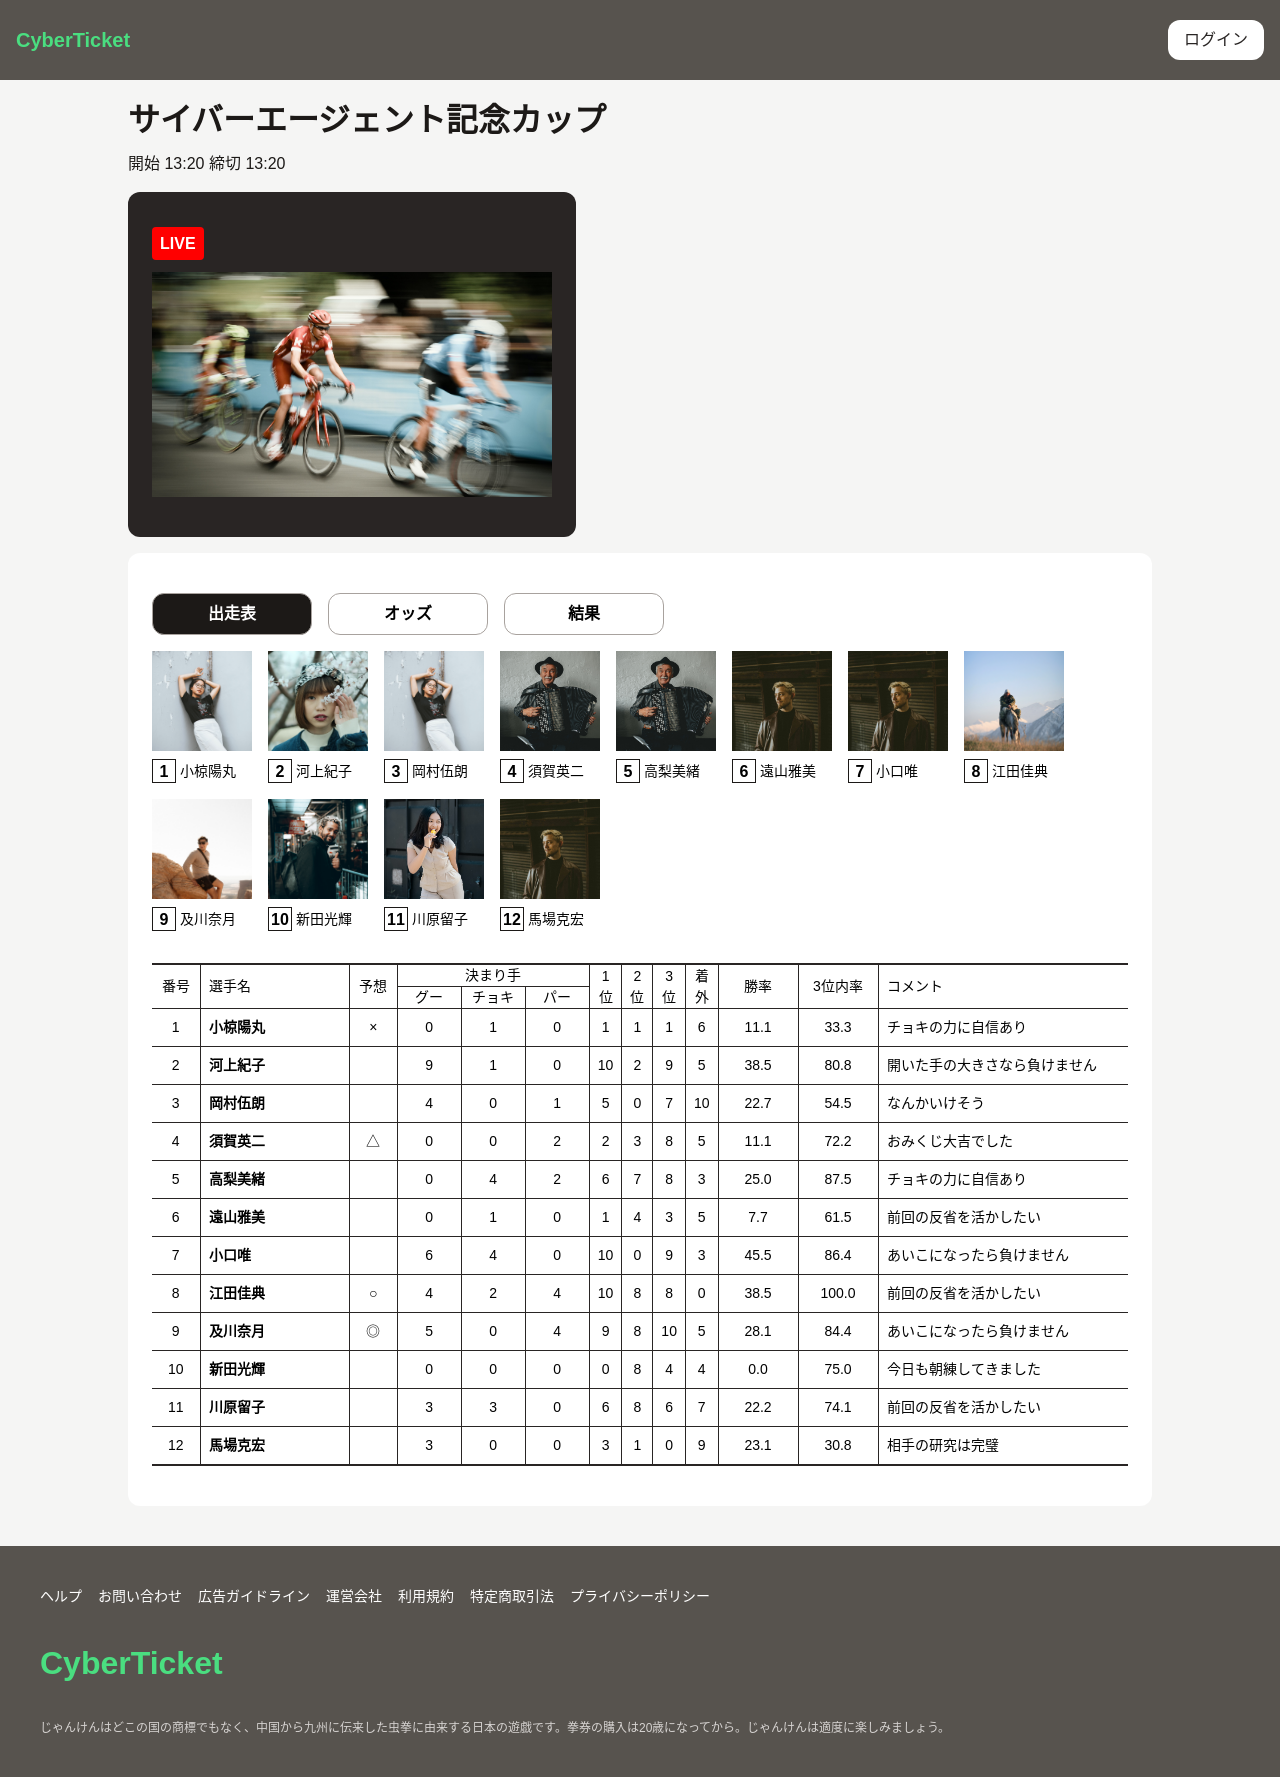 CyberTicket
ログイン
サイバーエージェント記念カップ
開始 13:20 締切 13:20
LIVE
出走表 オッズ 結果
1 小椋陽丸 2 河上紀子 3 岡村伍朗 4 須賀英二 5 高梨美緒 6 遠山雅美 7 小口唯 8 江田佳典
9 及川奈月 10 新田光輝 11 川原留子 12 馬場克宏
番号 選手名 予想 決まり手 1位 2位 3位 着外 勝率 3位内率 コメント
グー チョキ パー
1 小椋陽丸 × 0 1 0 1 1 1 6 11.1 33.3 チョキの力に自信あり
2 河上紀子 9 1 0 10 2 9 5 38.5 80.8 開いた手の大きさなら負けません
3 岡村伍朗 4 0 1 5 0 7 10 22.7 54.5 なんかいけそう
4 須賀英二 △ 0 0 2 2 3 8 5 11.1 72.2 おみくじ大吉でした
5 高梨美緒 0 4 2 6 7 8 3 25.0 87.5 チョキの力に自信あり
6 遠山雅美 0 1 0 1 4 3 5 7.7 61.5 前回の反省を活かしたい
7 小口唯 6 4 0 10 0 9 3 45.5 86.4 あいこになったら負けません
8 江田佳典 ○ 4 2 4 10 8 8 0 38.5 100.0 前回の反省を活かしたい
9 及川奈月 ◎ 5 0 4 9 8 10 5 28.1 84.4 あいこになったら負けません
10 新田光輝 0 0 0 0 8 4 4 0.0 75.0 今日も朝練してきました
11 川原留子 3 3 0 6 8 6 7 22.2 74.1 前回の反省を活かしたい
12 馬場克宏 3 0 0 3 1 0 9 23.1 30.8 相手の研究は完璧
ヘルプ お問い合わせ 広告ガイドライン 運営会社 利用規約 特定商取引法 プライバシーポリシー
CyberTicket
じゃんけんはどこの国の商標でもなく、中国から九州に伝来した虫拳に由来する日本の遊戯です。拳券の購入は20歳になってから。じゃんけんは適度に楽しみましょう。